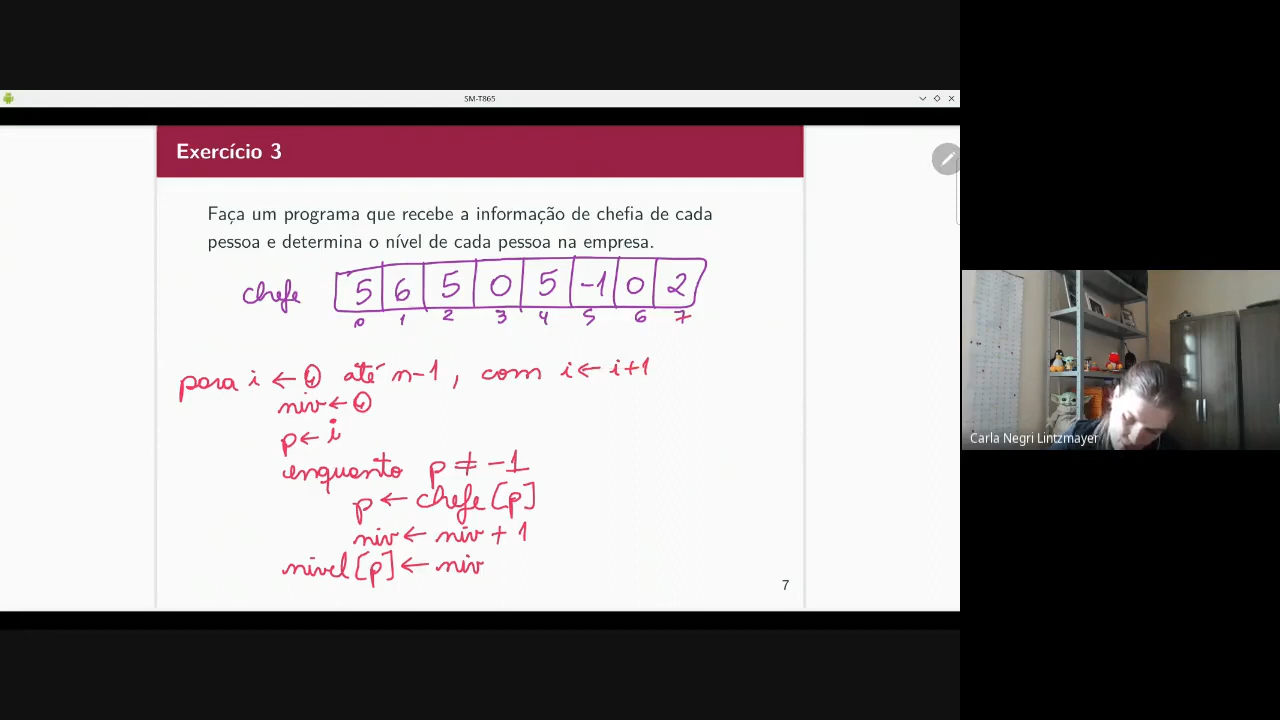 SM-T865
Exercício 3
Faça um programa que recebe a informação de chefia de cada
pessoa e determina o nível de cada pessoa na empresa.
chefe 5 6 5 0 5 -1 0 2
0 1 2 3 4 5 6 7
para i ← 0 até n-1, com i ← i+1
niv ← 0
p ← i
enquanto p ≠ -1
p ← chefe[p]
niv ← niv + 1
nivel[p] ← niv
7
Carla Negri Lintzmayer